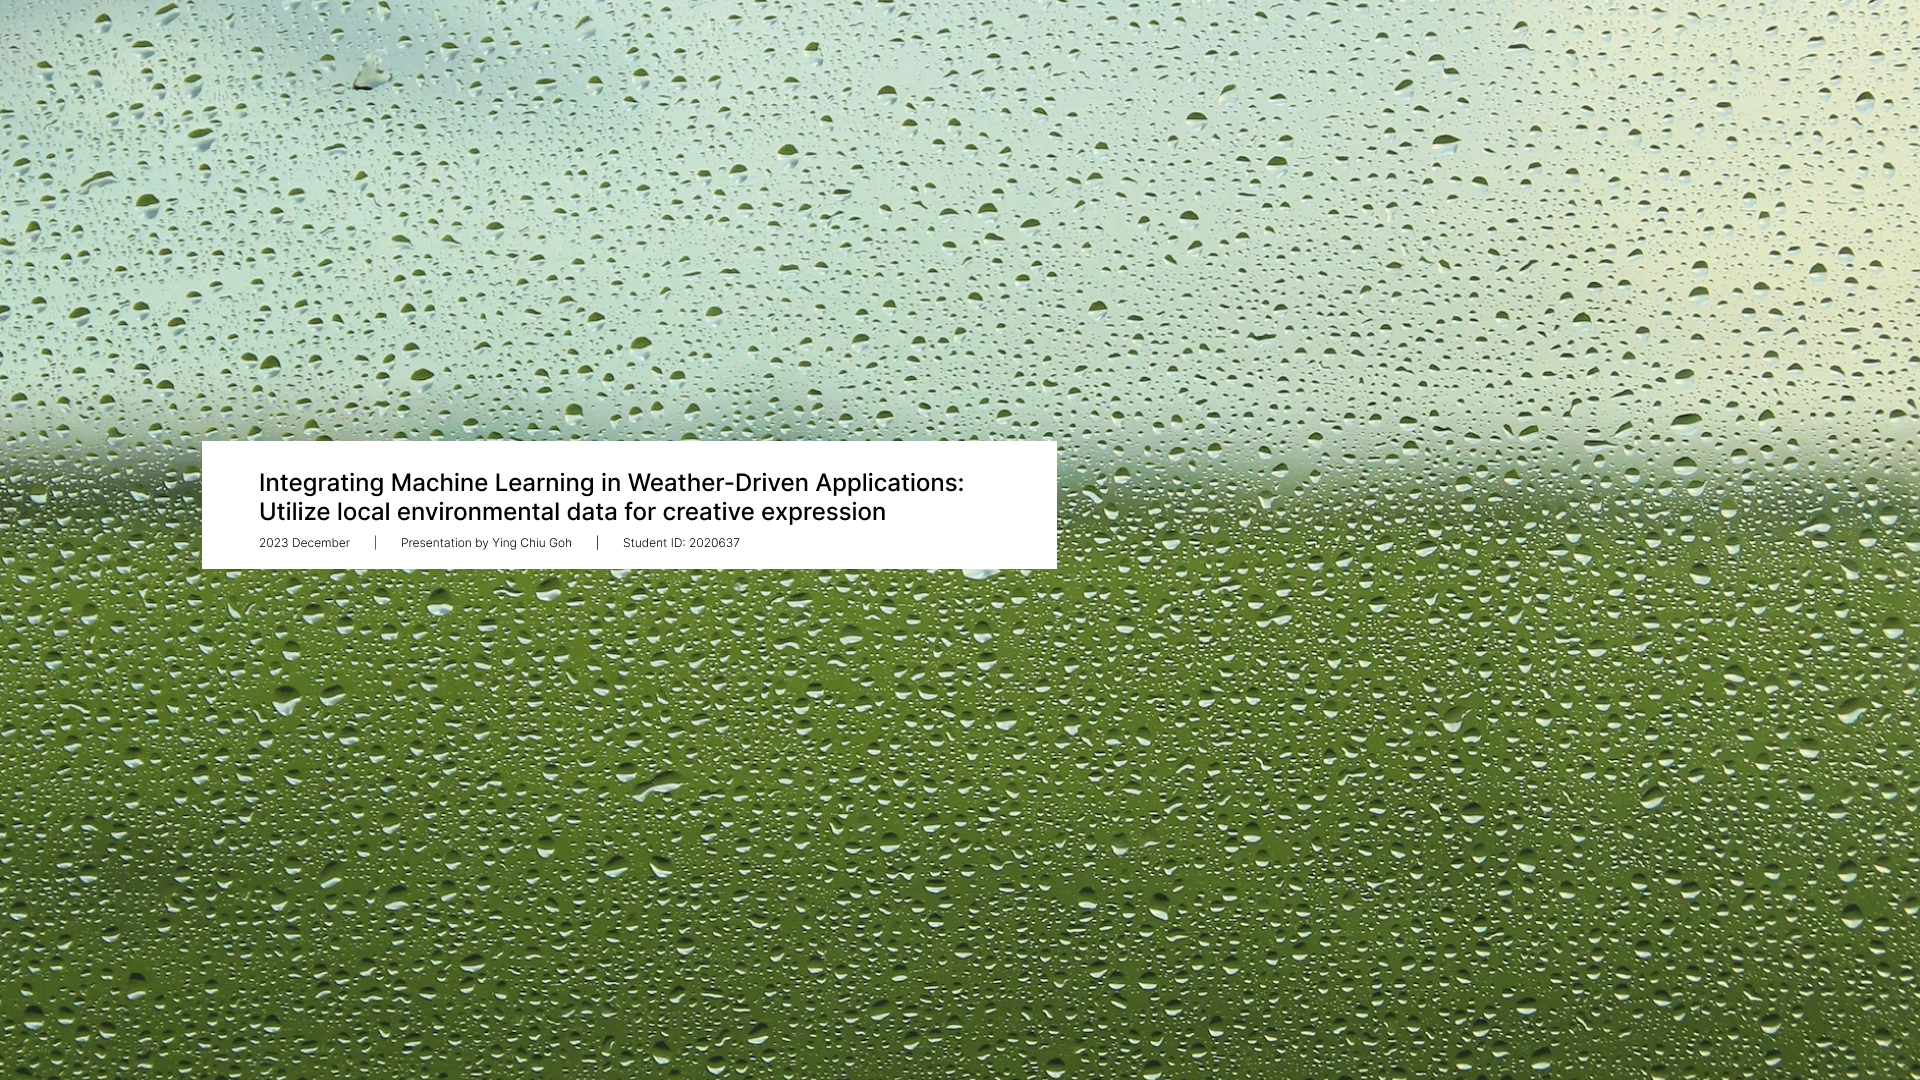 Integrating Machine Learning in Weather-Driven Applications:
Utilize local environmental data for creative expression
2023 December | Presentation by Ying Chiu Goh | Student ID: 2020637